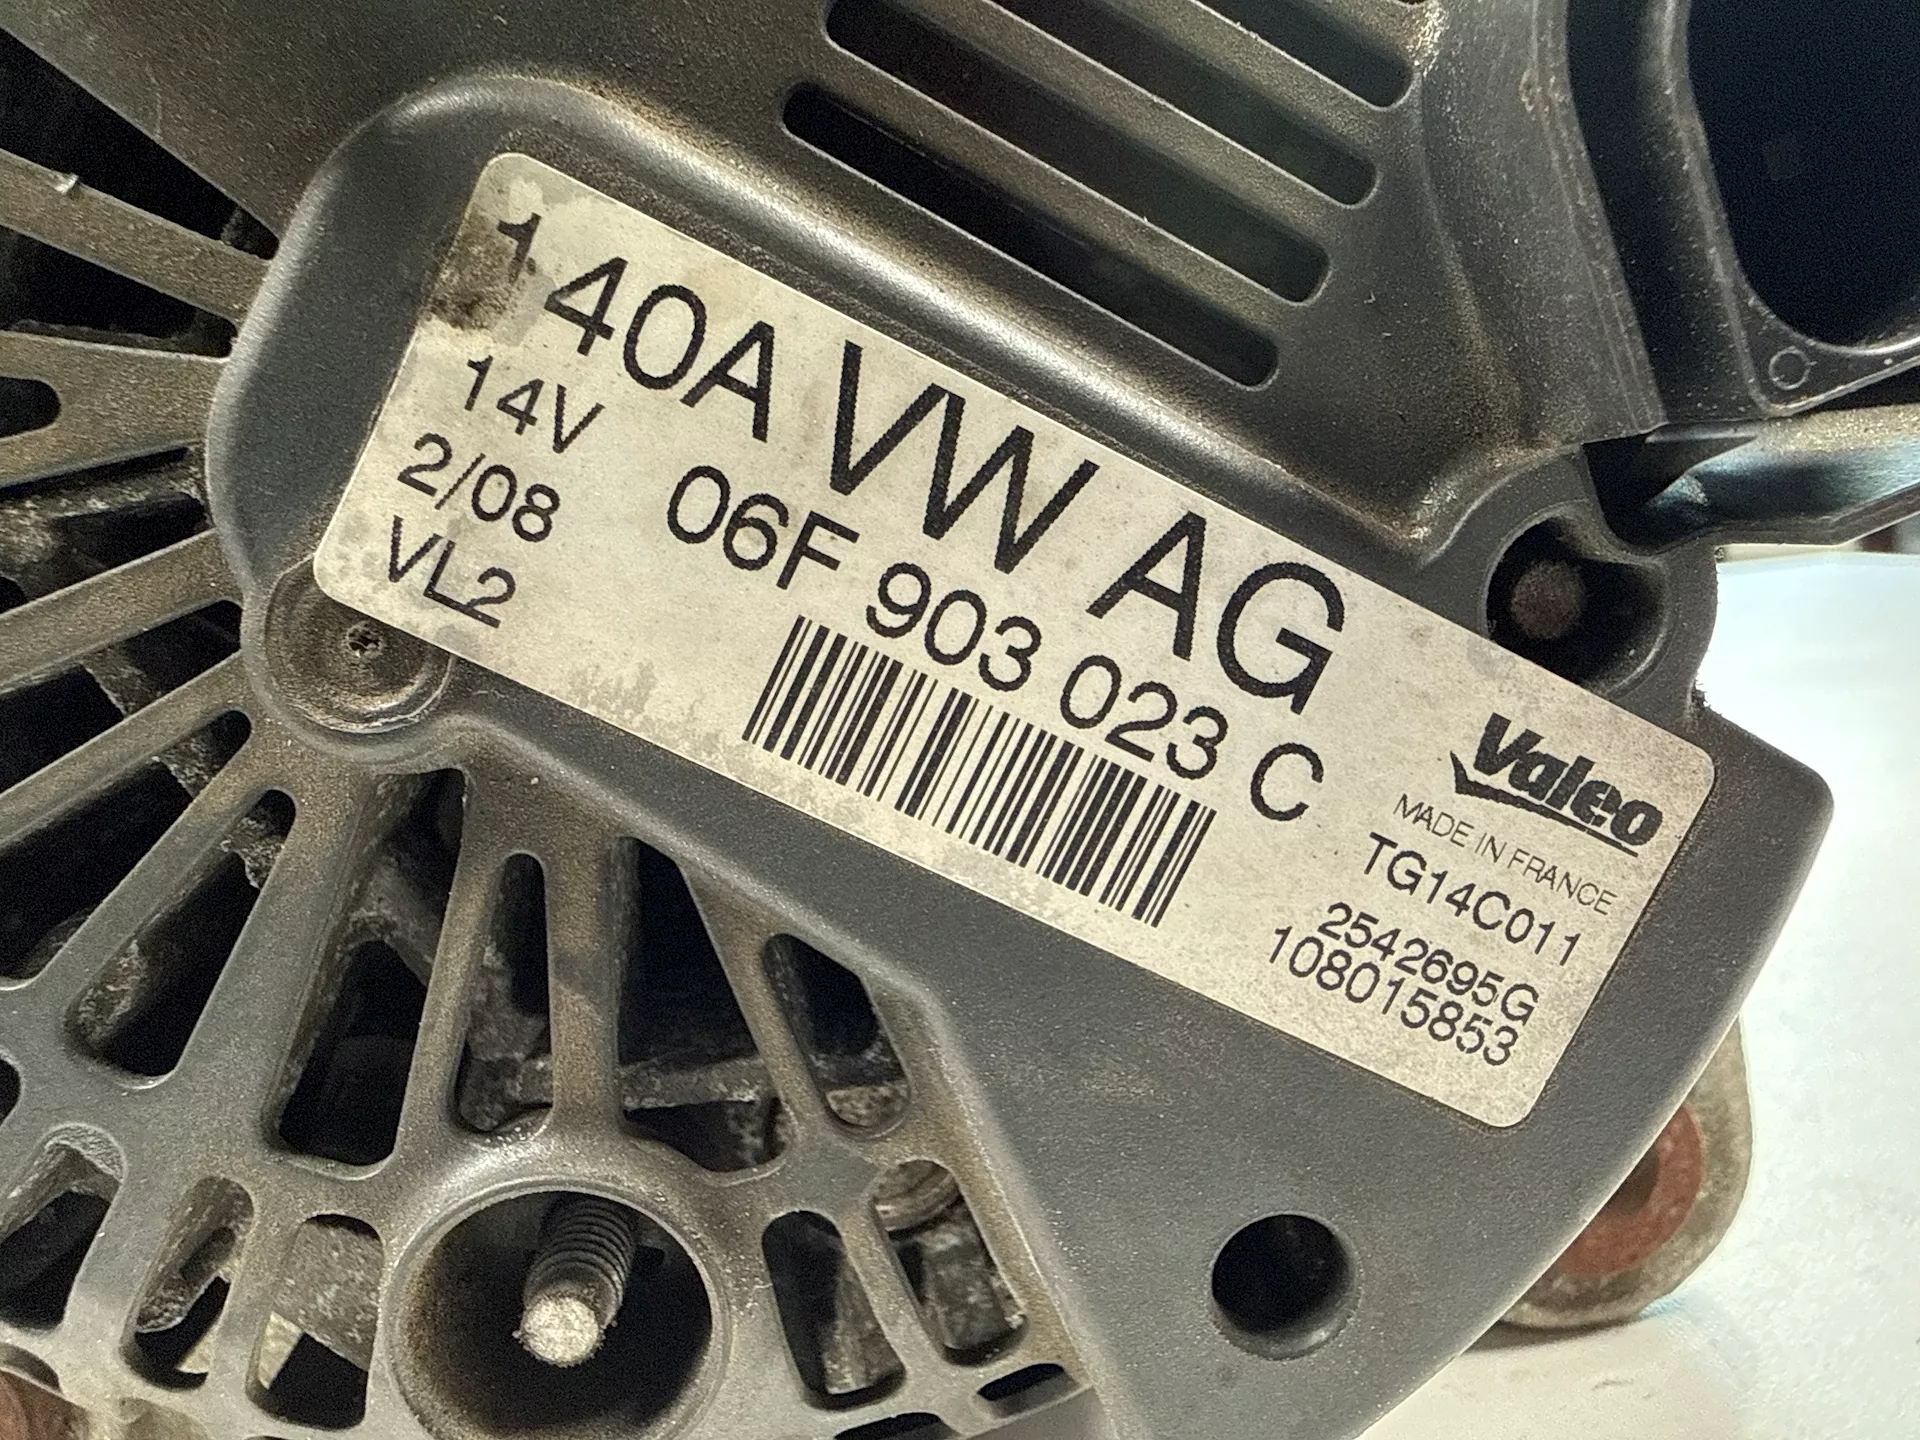 140A VW AG
14V
06F 903 023 C
2/08
VL2
Valeo
MADE IN FRANCE
TG14C011
2542695G
108015853